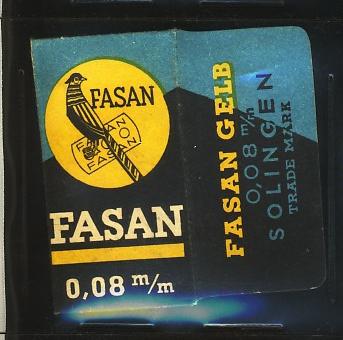 FASAN
FASAN
FASAN
FASAN
0,08 m/m
FASAN GELB
0,08 m/m
SOLINGEN
TRADE MARK